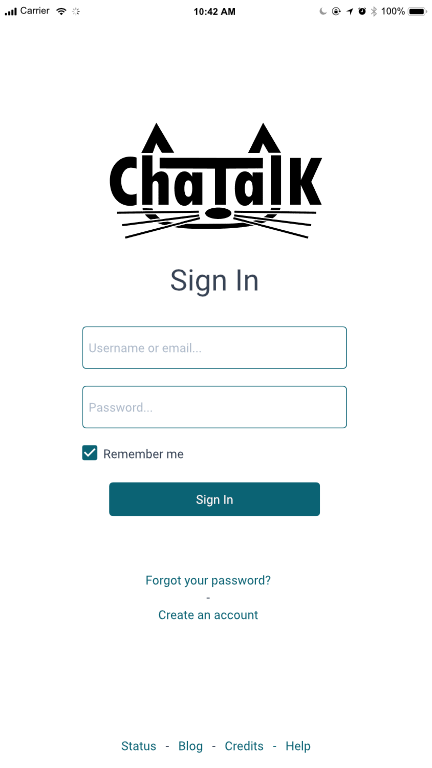 Carrier 10:42 AM 100%
ChaTalK
Sign In
Username or email...
Password...
Remember me
Sign In
Forgot your password?
-
Create an account
Status - Blog - Credits - Help